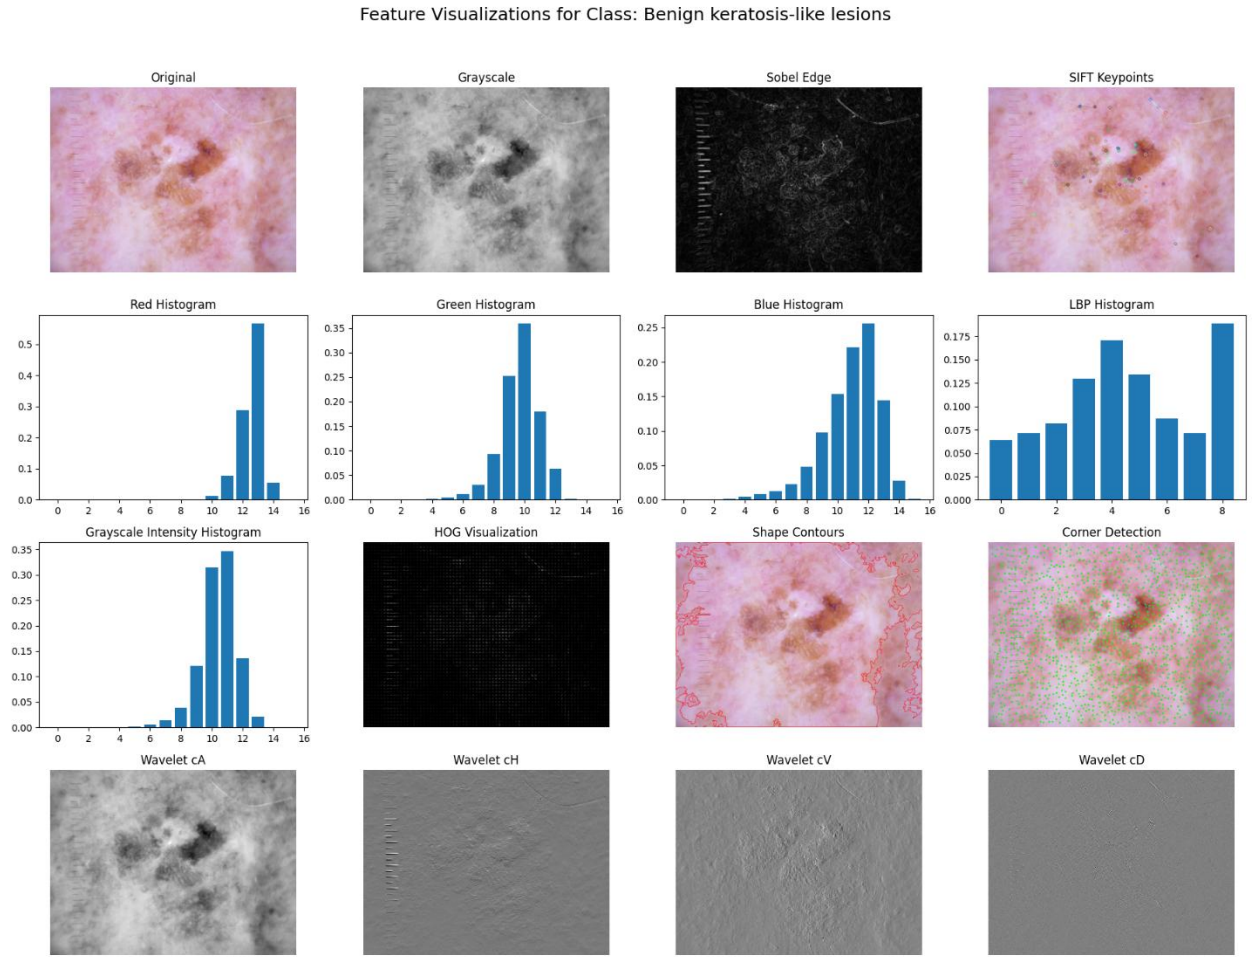 Feature Visualizations for Class: Benign keratosis-like lesions
Original
Grayscale
Sobel Edge
SIFT Keypoints
Red Histogram
0.5
0.4
0.3
0.2
0.1
0.0
0 2 4 6 8 10 12 14 16
Green Histogram
0.35
0.30
0.25
0.20
0.15
0.10
0.05
0.00
0 2 4 6 8 10 12 14 16
Blue Histogram
0.25
0.20
0.15
0.10
0.05
0.00
0 2 4 6 8 10 12 14 16
LBP Histogram
0.175
0.150
0.125
0.100
0.075
0.050
0.025
0.000
0 2 4 6 8
Grayscale Intensity Histogram
0.35
0.30
0.25
0.20
0.15
0.10
0.05
0.00
0 2 4 6 8 10 12 14 16
HOG Visualization
Shape Contours
Corner Detection
Wavelet cA
Wavelet cH
Wavelet cV
Wavelet cD